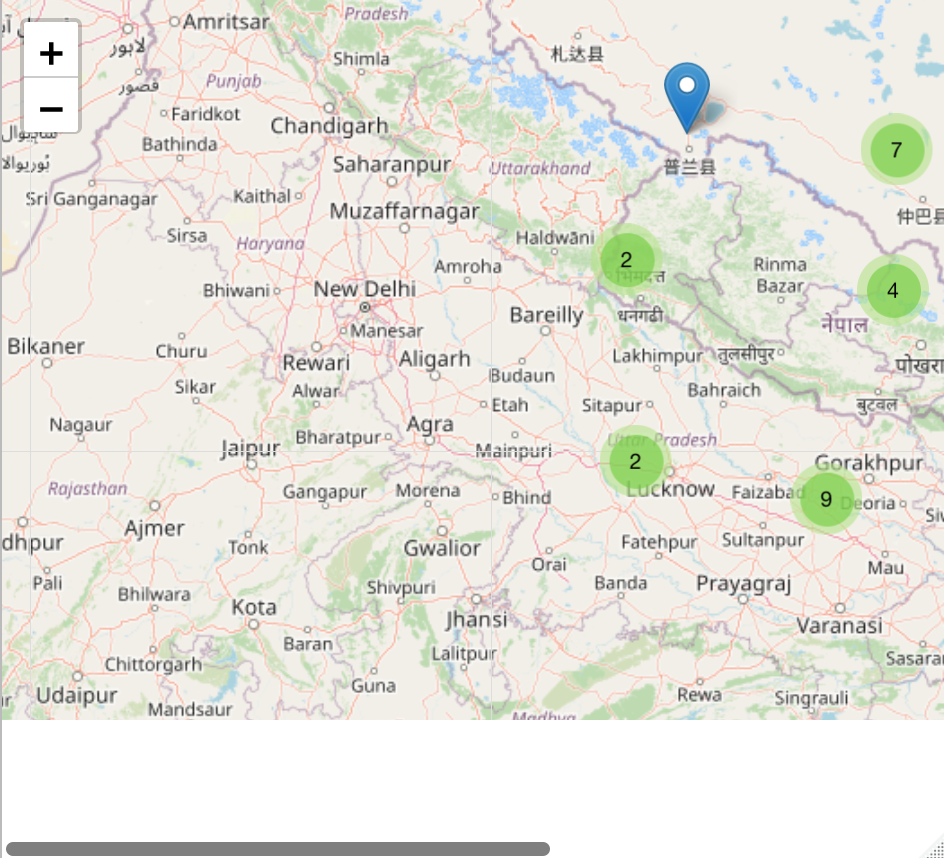 Pradesh
Amritsar
+
لاہور
札达县
Shimla
Punjab
قصور
−
Faridkot
Chandigarh
Bathinda
7
Saharanpur
Uttarakhand
普兰县
Sri Ganganagar
Kaithal
Muzaffarnagar
仲巴县
Sirsa
Haryana
Haldwāni
2
Amroha
Rinma
Bazar
New Delhi
Bhiwani
4
Bareilly
धनगढी
नेपाल
Manesar
Bikaner
Churu
Rewari
Aligarh
Lakhimpur
तुलसीपुर
पोखरा
Budaun
Sikar
Alwar
Bahraich
Etah
Sitapur
बुटवल
Nagaur
Agra
Jaipur
Bharatpur
Mainpuri
Uttar Pradesh
2
Gorakhpur
Rajasthan
Gangapur
Morena
Bhind
Lucknow
Faizabad
9
Deoria
Ajmer
dhpur
Tonk
Gwalior
Orai
Fatehpur
Sultanpur
Mau
Pali
Bhilwara
Shivpuri
Banda
Prayagraj
Kota
Jhansi
Varanasi
Baran
Lalitpur
Chittorgarh
Sasarar
Guna
Udaipur
Rewa
Singrauli
Mandsaur
Madhya